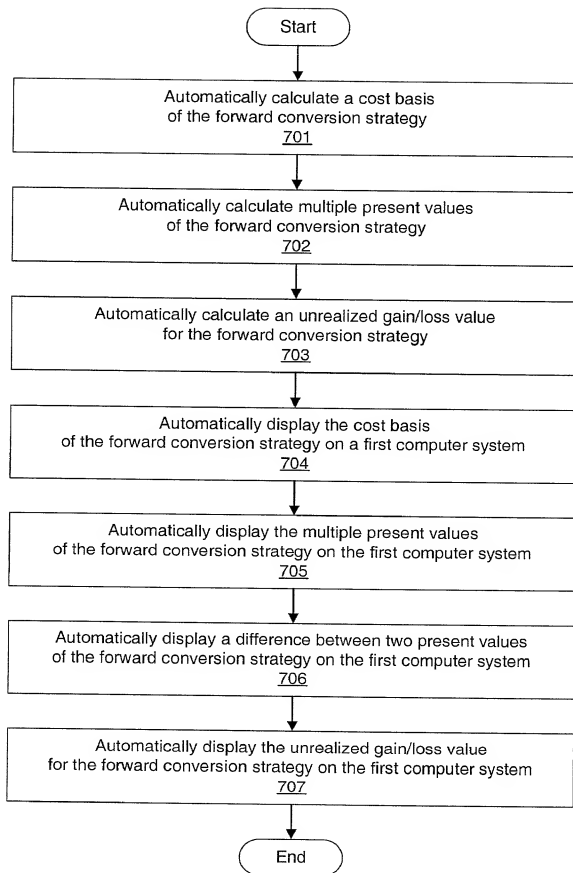 Start
Automatically calculate a cost basis
of the forward conversion strategy
701
Automatically calculate multiple present values
of the forward conversion strategy
702
Automatically calculate an unrealized gain/loss value
for the forward conversion strategy
703
Automatically display the cost basis
of the forward conversion strategy on a first computer system
704
Automatically display the multiple present values
of the forward conversion strategy on the first computer system
705
Automatically display a difference between two present values
of the forward conversion strategy on the first computer system
706
Automatically display the unrealized gain/loss value
for the forward conversion strategy on the first computer system
707
End